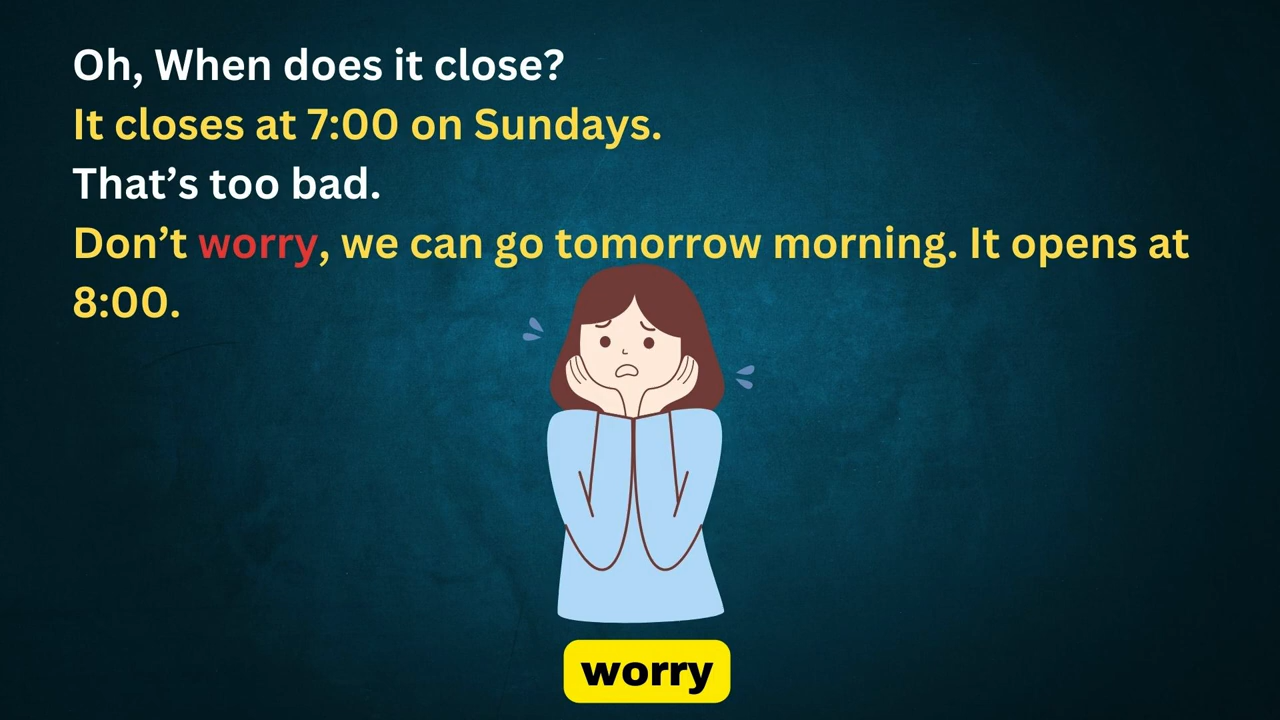 Oh, When does it close?
It closes at 7:00 on Sundays.
That’s too bad.
Don’t worry, we can go tomorrow morning. It opens at
8:00.
worry